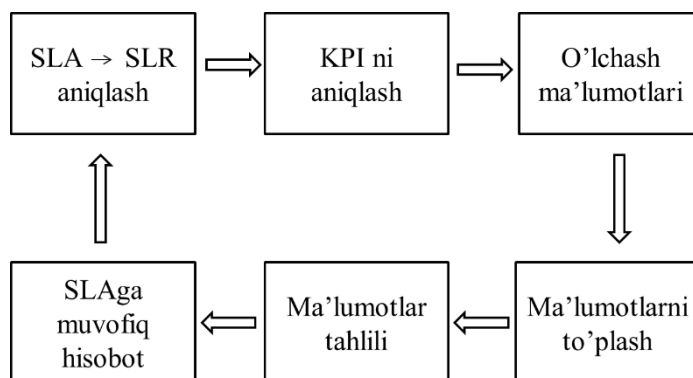 SLA → SLR
aniqlash
KPI ni
aniqlash
O’lchash
ma’lumotlari
SLAga
muvofiq
hisobot
Ma’lumotlar
tahlili
Ma’lumotlarni
to’plash